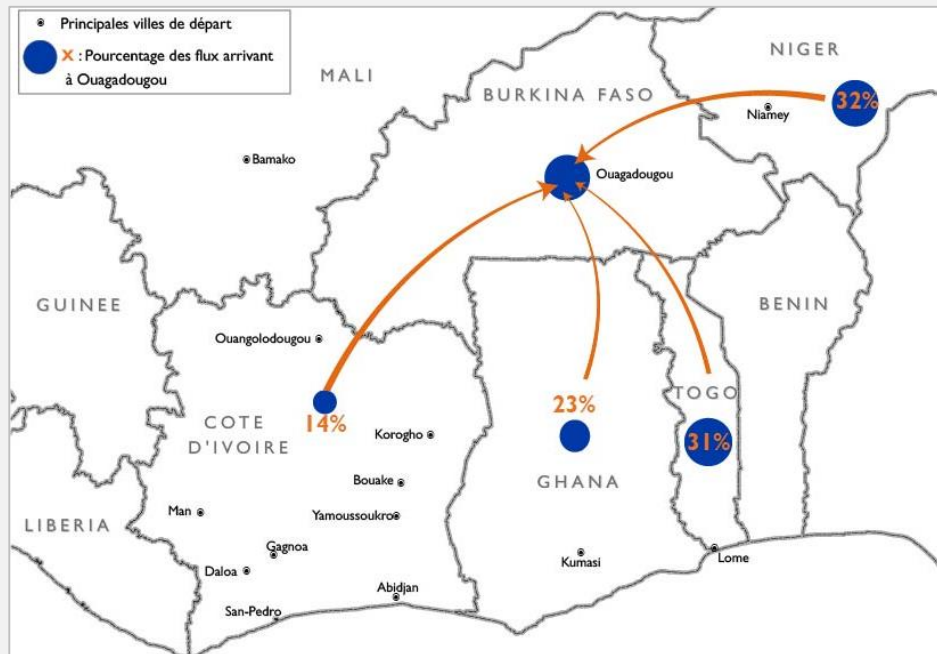 Principales villes de départ
X : Pourcentage des flux arrivant
à Ouagadougou
MALI
NIGER
BURKINA FASO
32%
Niamey
Bamako
Ouagadougou
GUINEE
BENIN
Ouangolodougou
TOGO
23%
14%
COTE
D'IVOIRE
Korogho
31%
Bouake
GHANA
Man
Yamoussoukro
LIBERIA
Gagnoa
Kumasi
Lome
Daloa
Abidjan
San-Pedro